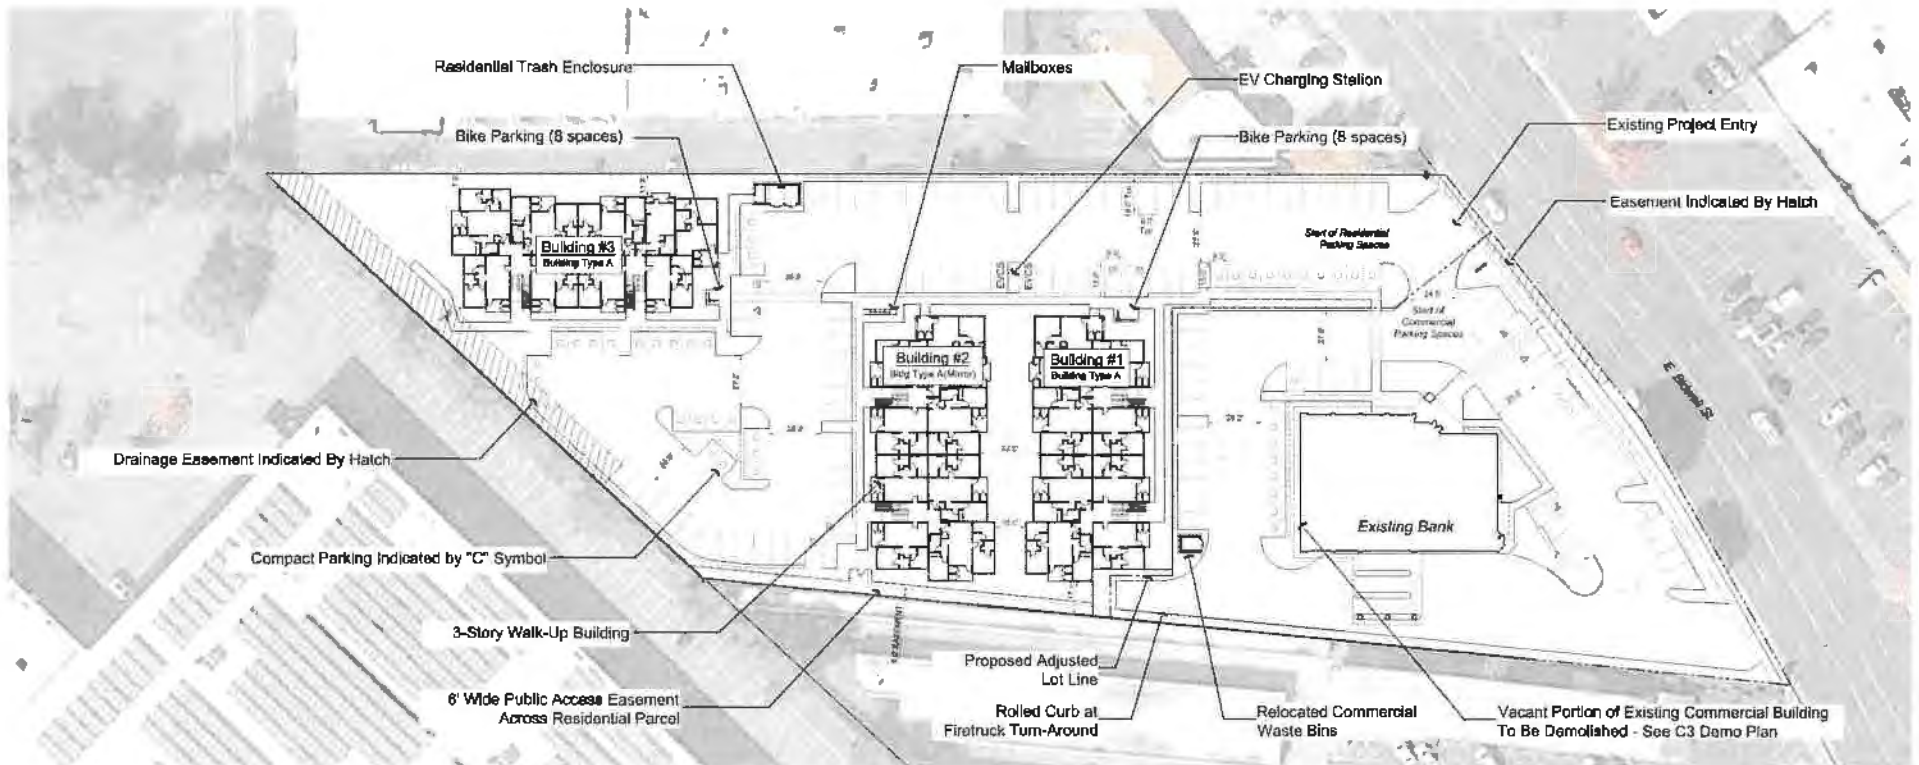 Residential Trash Enclosure
Mailboxes
EV Charging Station
Bike Parking (8 spaces)
Bike Parking (8 spaces)
Existing Project Entry
Easement Indicated By Hatch
Start of Residential
Parking Spaces
Building #3
Building Type A
EVCS
EVCS
Start of
Commercial
Parking Spaces
Building #2
Bldg Type A(Mirror)
Building #1
Building Type A
E. Bidwell St.
Drainage Easement Indicated By Hatch
Existing Bank
Compact Parking Indicated by "C" Symbol
3-Story Walk-Up Building
6' Wide Public Access Easement
Across Residential Parcel
Proposed Adjusted
Lot Line
Rolled Curb at
Firetruck Turn-Around
Relocated Commercial
Waste Bins
Vacant Portion of Existing Commercial Building
To Be Demolished - See C3 Demo Plan